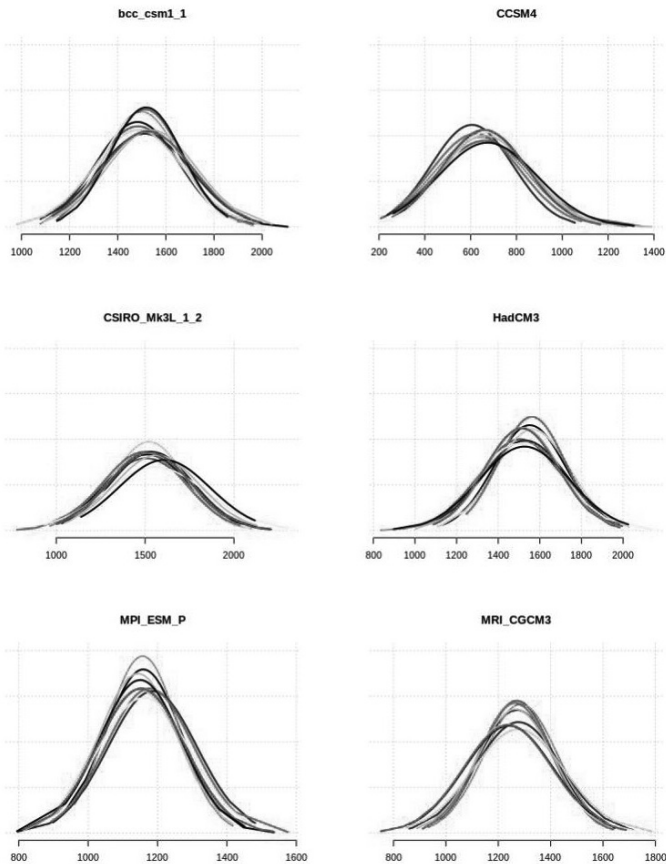 bcc_csm1_1
CCSM4
1000 1200 1400 1600 1800 2000
200 400 600 800 1000 1200 1400
CSIRO_Mk3L_1_2
HadCM3
1000 1500 2000
800 1000 1200 1400 1600 1800 2000
MPI_ESM_P
MRI_CGCM3
800 1000 1200 1400 1600
800 1000 1200 1400 1600 1800